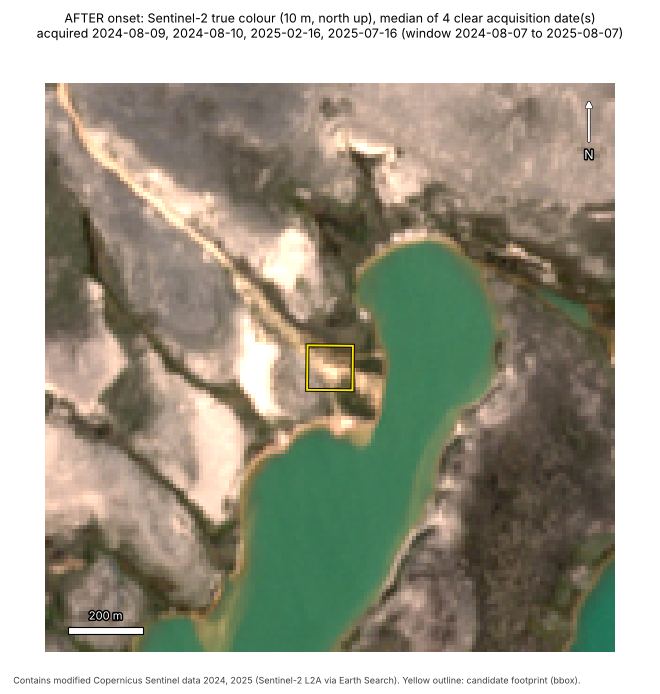 AFTER onset: Sentinel-2 true colour (10 m, north up), median of 4 clear acquisition date(s)
acquired 2024-08-09, 2024-08-10, 2025-02-16, 2025-07-16 (window 2024-08-07 to 2025-08-07)
N
200 m
Contains modified Copernicus Sentinel data 2024, 2025 (Sentinel-2 L2A via Earth Search). Yellow outline: candidate footprint (bbox).